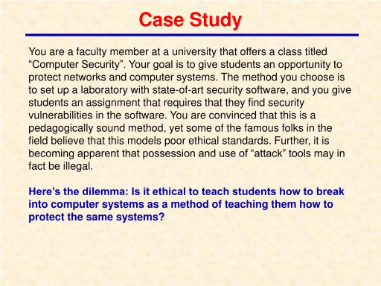 Case Study
You are a faculty member at a university that offers a class titled
“Computer Security”. Your goal is to give students an opportunity to
protect networks and computer systems. The method you choose is
to set up a laboratory with state-of-art security software, and you give
students an assignment that requires that they find security
vulnerabilities in the software. You are convinced that this is a
pedagogically sound method, yet some of the famous folks in the
field believe that this models poor ethical standards. Further, it is
becoming apparent that possession and use of “attack” tools may in
fact be illegal.
Here’s the dilemma: Is it ethical to teach students how to break
into computer systems as a method of teaching them how to
protect the same systems?